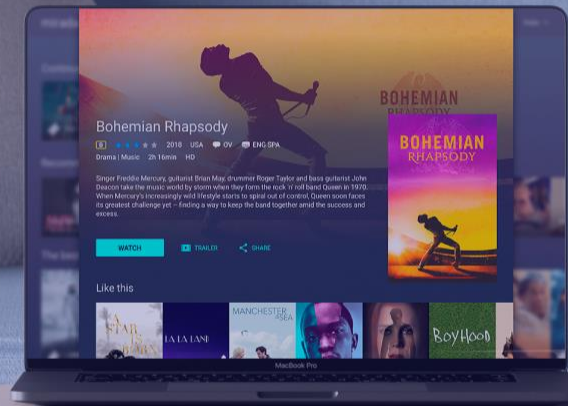 BOHEMIAN
RHAPSODY
Bohemian Rhapsody
2018 USA OV ENG SPA
Drama | Music 2h 16min HD
Singer Freddie Mercury, guitarist Brian May, drummer Roger Taylor and bass guitarist John
Deacon take the music world by storm when they form the rock 'n' roll band Queen in 1970.
When Mercury's increasingly wild lifestyle starts to spiral out of control, Queen soon faces
its greatest challenge yet – finding a way to keep the band together amid the success and
excess.
BOHEMIAN
RHAPSODY
WATCH TRAILER SHARE
Like this
A
STAR
IS
BORN
LA LA LAND
MANCHESTER
SEA
BOYHOOD
MacBook Pro